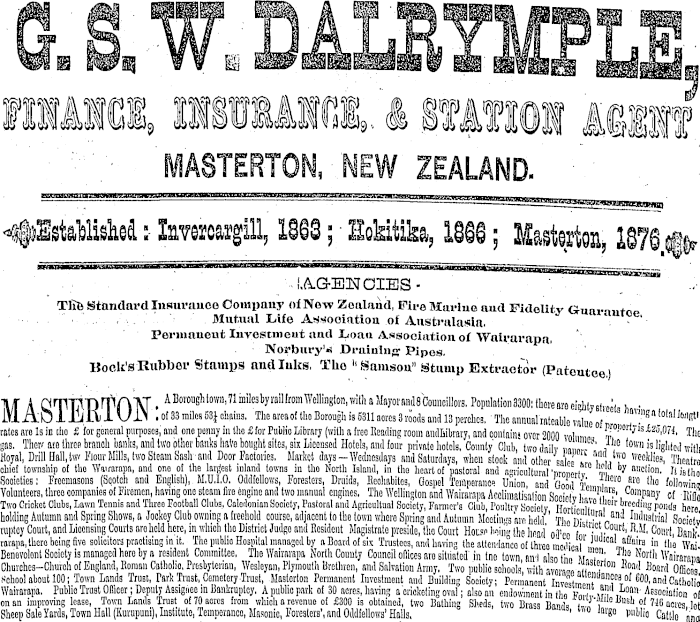 G. S. W. DALRYMPLE,
FINANCE, INSURANCE, & STATION AGENT
MASTERTON, NEW ZEALAND.
Established : Invercargill, 1863 ; Hokitika, 1866 ; Masterton, 1876.
AGENCIES -
The Standard Insurance Company of New Zealand, Fire Marine and Fidelity Guarantee.
Mutual Life Association of Australasia.
Permanent Investment and Loan Association of Wairarapa.
Norbury's Draining Pipes.
Bock's Rubber Stamps and Inks. The "Samson" Stump Extractor (Patentee.)
MASTERTON : A Borough town, 71 miles by rail from Wellington, with a Mayor and 8 Councillors. Population 3300; there are eighty streets having a total length
of 33 miles 53½ chains. The area of the Borough is 5311 acres 3 roods and 13 perches. The annual rateable value of property is £25,074. The
rates are 1s in the £ for general purposes, and one penny in the £ for Public Library (with a free Reading room and Library, and contains over 2000 volumes. The town is lighted with
gas. There are three branch banks, and two other banks have bought sites, six Licensed Hotels, and four private hotels, County Club, two daily papers and two weeklies, Theatre
Royal, Drill Hall, two Flour Mills, two Steam Sash and Door Factories. Market days — Wednesdays and Saturdays, when stock and other sales are held by auction. It is the
chief township of the Wairarapa, and one of the largest inland towns in the North Island, in the heart of pastoral and agricultural property. There are the following
Societies : Freemasons (Scotch and English), M.U.I.O. Oddfellows, Foresters, Druids, Rechabites, Gospel Temperance Union, and Good Templars, Company of Rifle
Volunteers, three companies of Firemen, having one steam fire engine and two manual engines. The Wellington and Wairarapa Acclimatisation Society have their breeding ponds here.
Two Cricket Clubs, Lawn Tennis and Three Football Clubs, Caledonian Society, Pastoral and Agricultural Society, Farmer's Club, Poultry Society, Horticultural and Industrial Society
holding Autumn and Spring Shows, a Jockey Club owning a freehold course, adjacent to the town where Spring and Autumn Meetings are held. The District Court, R.M. Court, Bank-
ruptcy Court, and Licensing Courts are held here, in which the District Judge and Resident Magistrate preside, the Court House being the head office for judical affairs in the Wai-
rarapa, there being five solicitors practising in it. The public Hospital managed by a Board of six Trustees, and having the attendance of three medical men. The North Wairarapa
Benevolent Society is managed here by a resident Committee. The Wairarapa North County Council offices are situated in the town, and also the Masterton Road Board Offices,
Churches—Church of England, Roman Catholic, Presbyterian, Wesleyan, Plymouth Brethren, and Salvation Army. Two public schools, with average attendances of 600, and Catholic
School about 100 ; Town Lands Trust, Park Trust, Cemetery Trust, Masterton Permanent Investment and Building Society; Permanent Investment and Loan Association of
Wairarapa. Public Trust Officer ; Deputy Assignee in Bankruptcy. A public park of 30 acres, having a cricketing oval ; also an endowment in the Forty-Mile Bush of 746 acres, let
on an improving lease, Town Lands Trust of 70 acres from which a revenue of £300 is obtained, two Bathing Sheds, two Brass Bands, two large public Cattle and
Sheep Sale Yards, Town Hall (Kuripuni), Institute, Temperance, Masonic, Foresters', and Oddfellows' Halls.